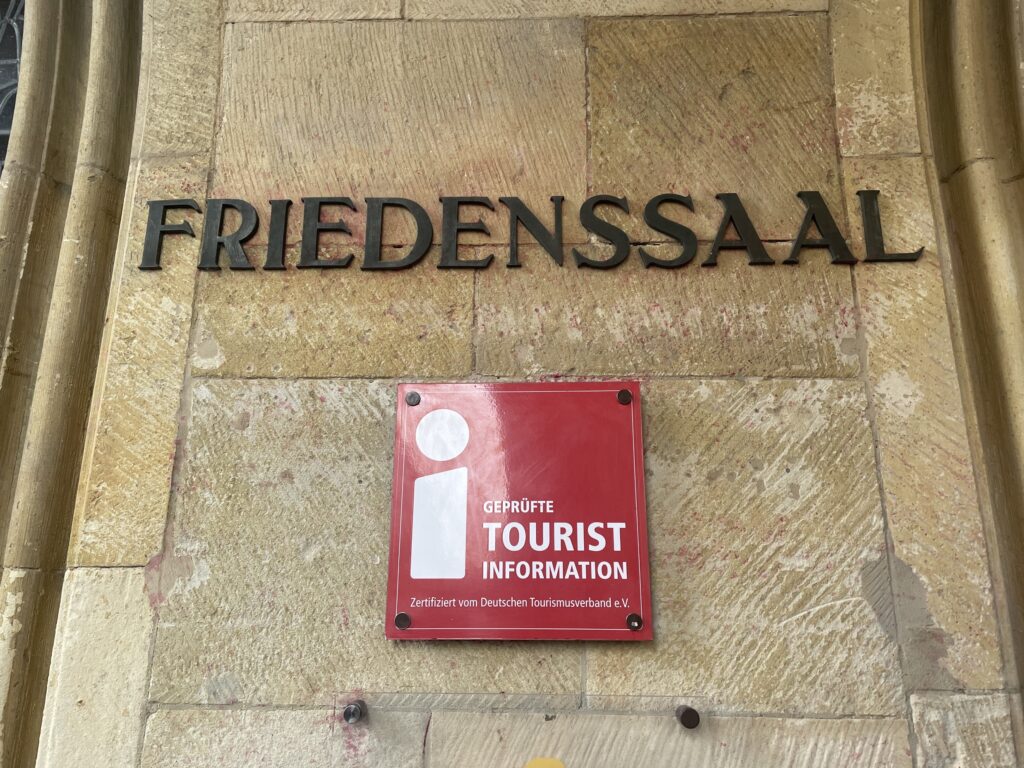 FRIEDENSSAAL
i
GEPRÜFTE
TOURIST
INFORMATION
Zertifiziert vom Deutschen Tourismusverband e.V.